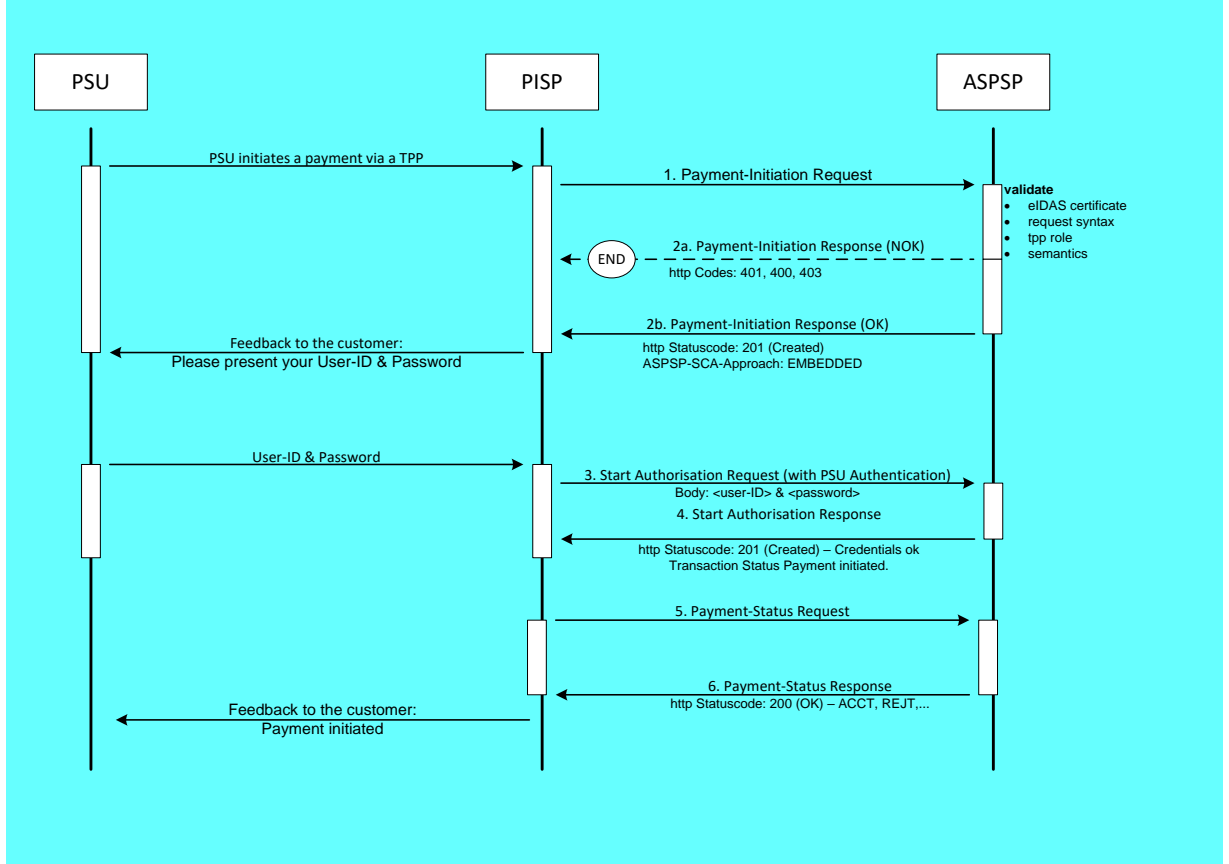 PSU
PISP
ASPSP
PSU initiates a payment via a TPP
1. Payment-Initiation Request
validate
• eIDAS certificate
• request syntax
• tpp role
• semantics
2a. Payment-Initiation Response (NOK)
END
http Codes: 401, 400, 403
2b. Payment-Initiation Response (OK)
http Statuscode: 201 (Created)
ASPSP-SCA-Approach: EMBEDDED
Feedback to the customer:
Please present your User-ID & Password
User-ID & Password
3. Start Authorisation Request (with PSU Authentication)
Body: <user-ID> & <password>
4. Start Authorisation Response
http Statuscode: 201 (Created) – Credentials ok
Transaction Status Payment initiated.
5. Payment-Status Request
6. Payment-Status Response
http Statuscode: 200 (OK) – ACCT, REJT,...
Feedback to the customer:
Payment initiated